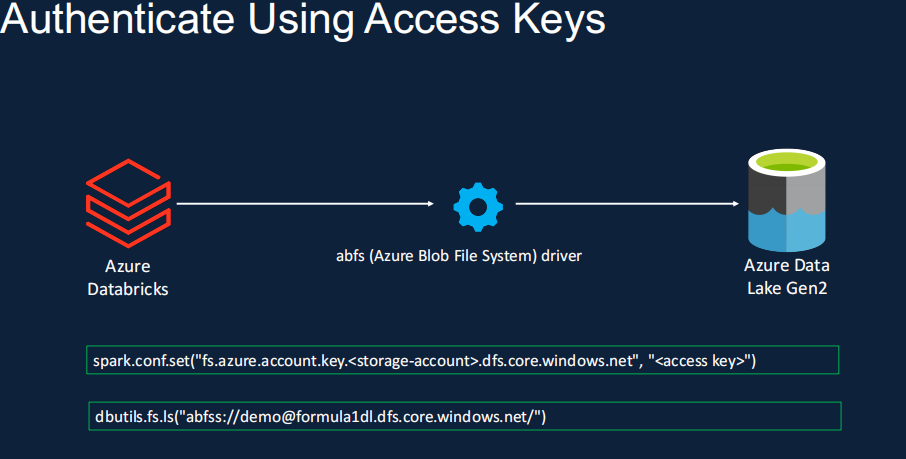 Authenticate Using Access Keys
Azure
Databricks
abfs (Azure Blob File System) driver
Azure Data
Lake Gen2
spark.conf.set("fs.azure.account.key.<storage-account>.dfs.core.windows.net", "<access key>")
dbutils.fs.ls("abfss://demo@formula1dl.dfs.core.windows.net/")